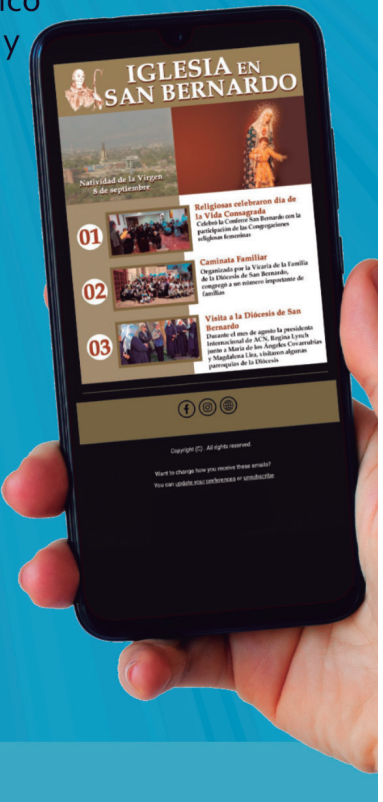 y
IGLESIA EN
SAN BERNARDO
Natividad de la Virgen
8 de septiembre
01
Religiosas celebraron día de
la Vida Consagrada
Celebró la Conferre San Bernardo con la
participación de las Congregaciones
religiosas femeninas
02
Caminata Familiar
Organizada por la Vicaría de la Familia
de la Diócesis de San Bernardo,
congregó a un número importante de
familias
03
Visita a la Diócesis de San
Bernardo
Durante el mes de agosto la presidenta
internacional de ACN, Regina Lynch
junto a María de los Ángeles Covarrubias
y Magdalena Lira, visitaron algunas
parroquias de la Diócesis
Copyright (C) . All rights reserved.
Want to change how you receive these emails?
You can update your preferences or unsubscribe